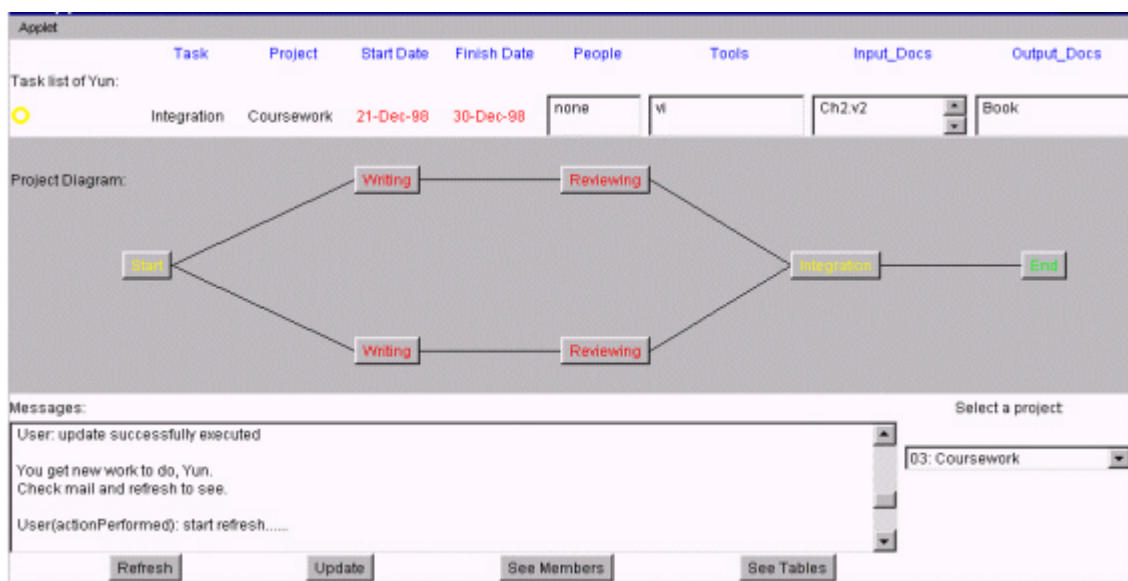 Applet
Task Project Start Date Finish Date People Tools Input_Docs Output_Docs
Task list of Yun:
Integration Coursework 21-Dec-98 30-Dec-98 none vi Ch2.v2 Book
Project Diagram:
Writing Reviewing
Start Integration End
Writing Reviewing
Messages: Select a project
User: update successfully executed
03: Coursework
You get new work to do, Yun.
Check mail and refresh to see.
User(actionPerformed): start refresh......
Refresh Update See Members See Tables